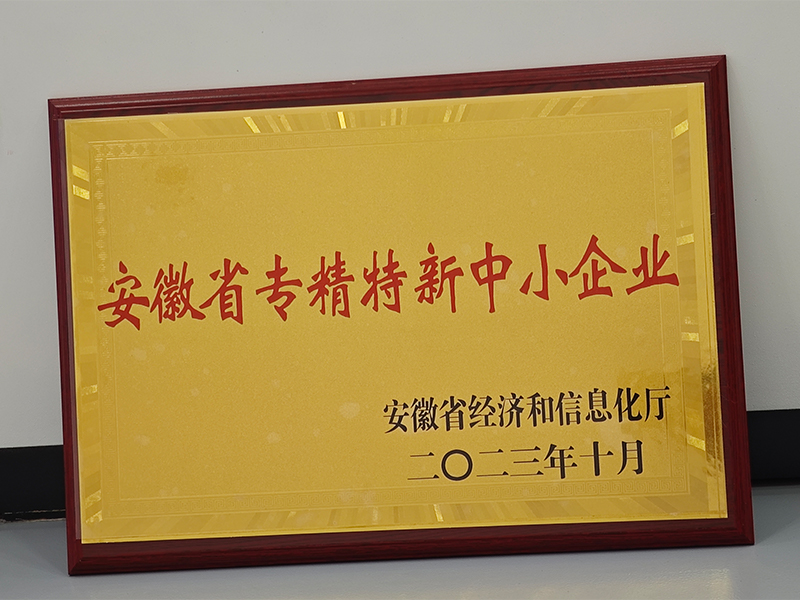 安徽省专精特新中小企业
安徽省经济和信息化厅
二〇二三年十月